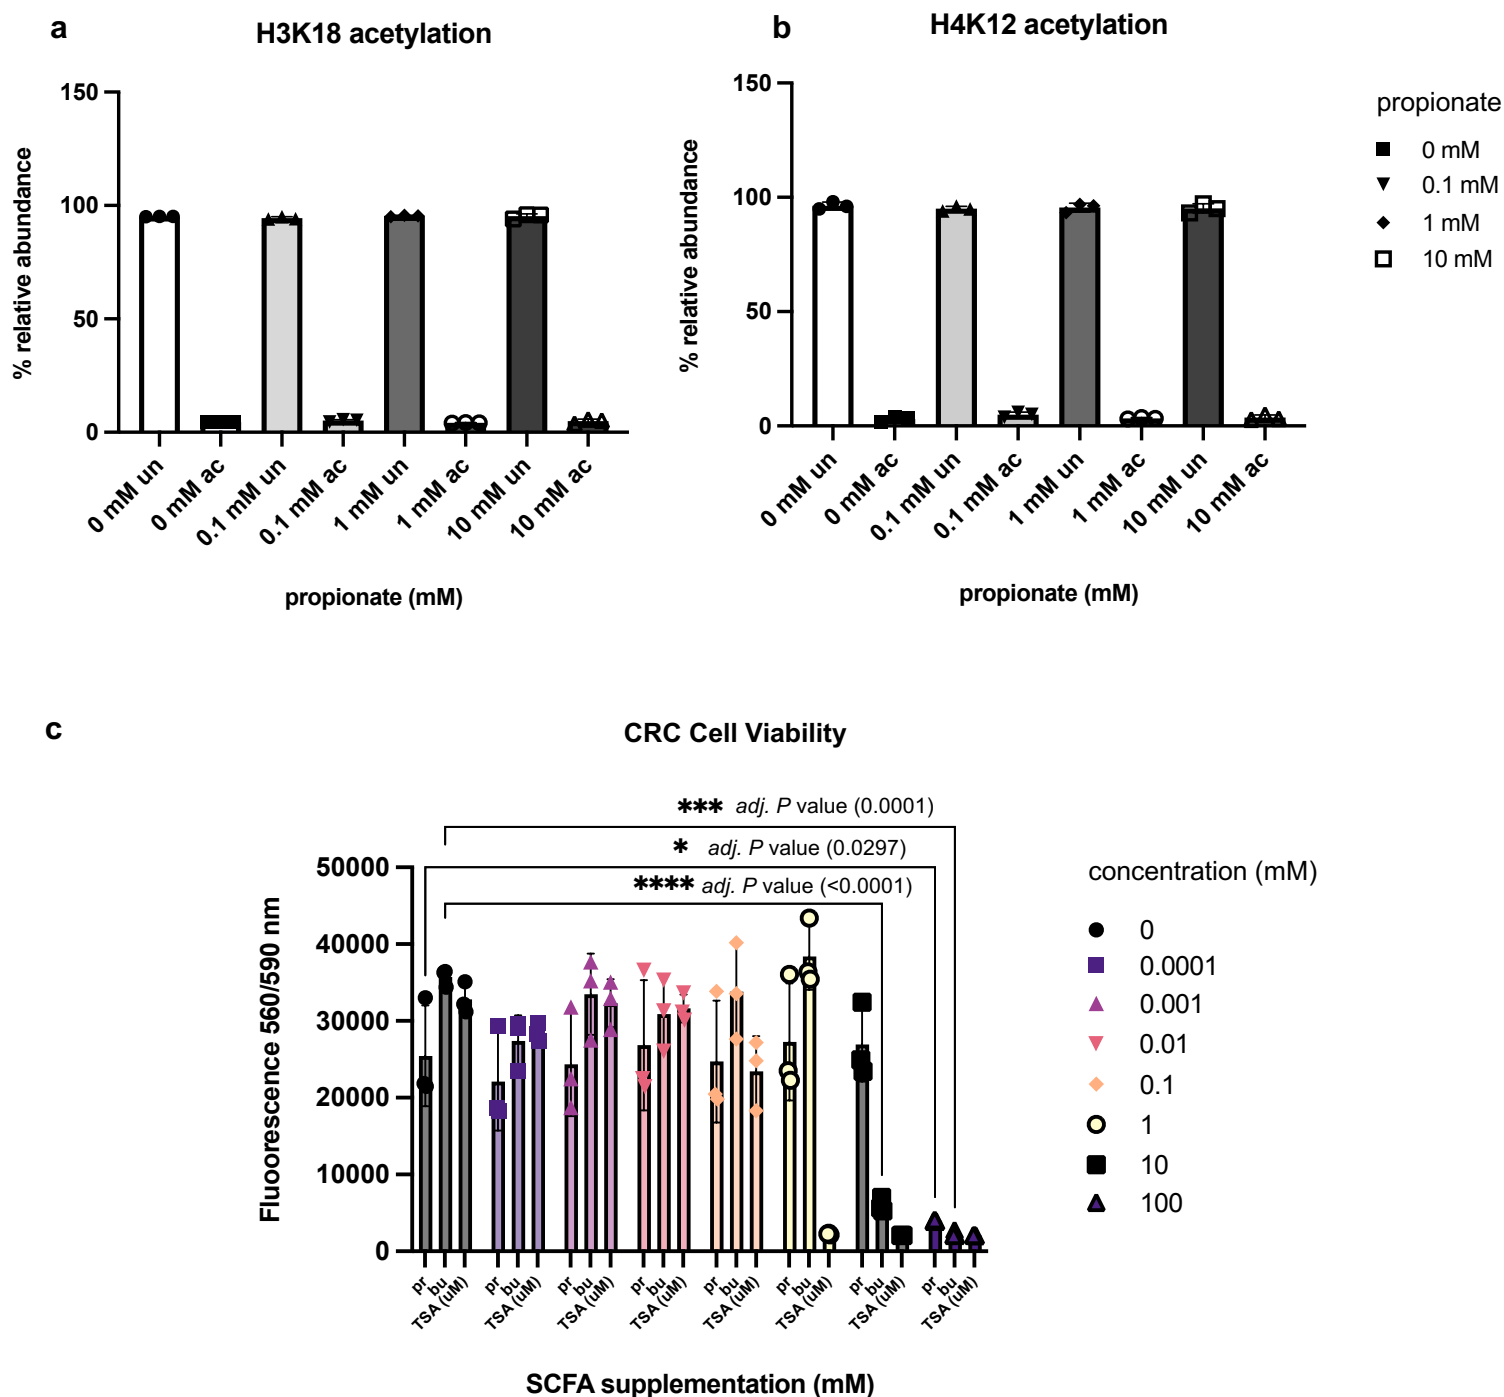 a
H3K18 acetylation
% relative abundance
150
100
50
0
0 mM un
0 mM ac
0.1 mM un
0.1 mM ac
1 mM un
1 mM ac
10 mM un
10 mM ac
propionate (mM)
b
H4K12 acetylation
% relative abundance
150
100
50
0
0 mM un
0 mM ac
0.1 mM un
0.1 mM ac
1 mM un
1 mM ac
10 mM un
10 mM ac
propionate (mM)
propionate
0 mM
0.1 mM
1 mM
10 mM
c
CRC Cell Viability
*** adj. P value (0.0001)
* adj. P value (0.0297)
**** adj. P value (<0.0001)
Fluoorescence 560/590 nm
50000
40000
30000
20000
10000
0
pr
bu
TSA (uM)
pr
bu
TSA (uM)
pr
bu
TSA (uM)
pr
bu
TSA (uM)
pr
bu
TSA (uM)
pr
bu
TSA (uM)
pr
bu
TSA (uM)
pr
bu
TSA (uM)
SCFA supplementation (mM)
concentration (mM)
0
0.0001
0.001
0.01
0.1
1
10
100